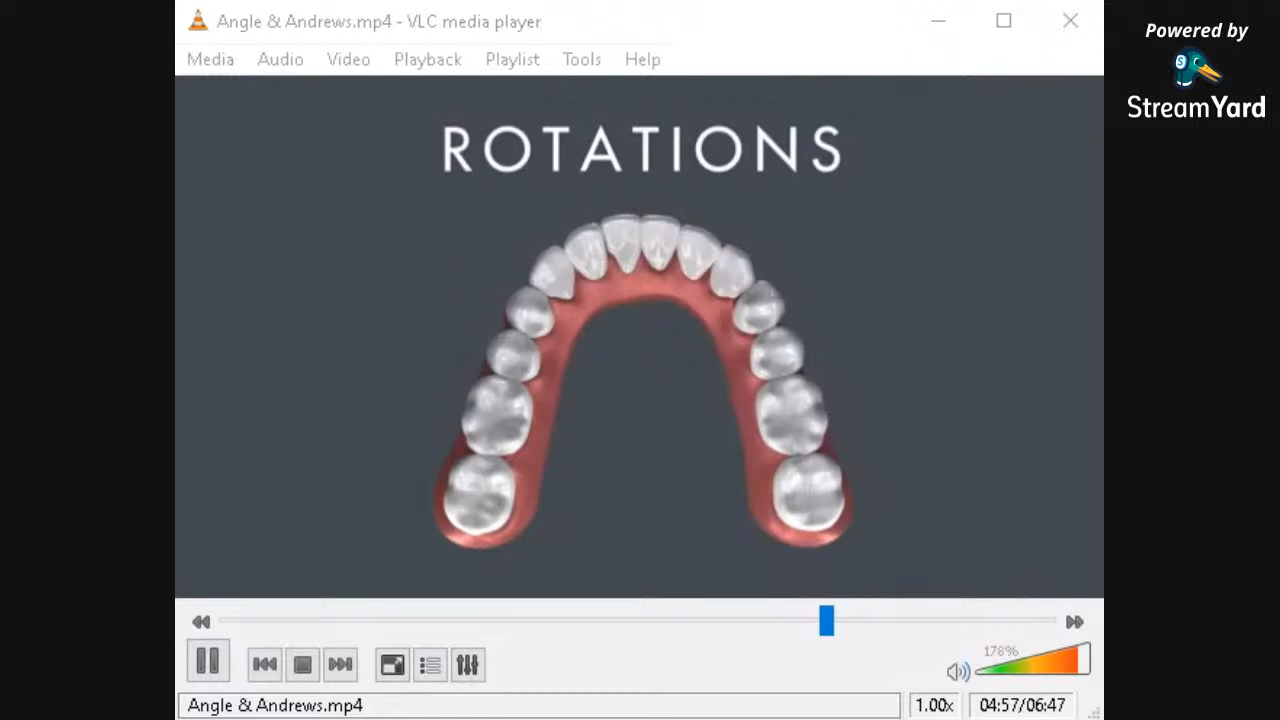 Angle & Andrews.mp4 - VLC media player
Powered by
StreamYard
Media Audio Video Playback Playlist Tools Help
ROTATIONS
178%
Angle & Andrews.mp4
1.00x
04:57/06:47